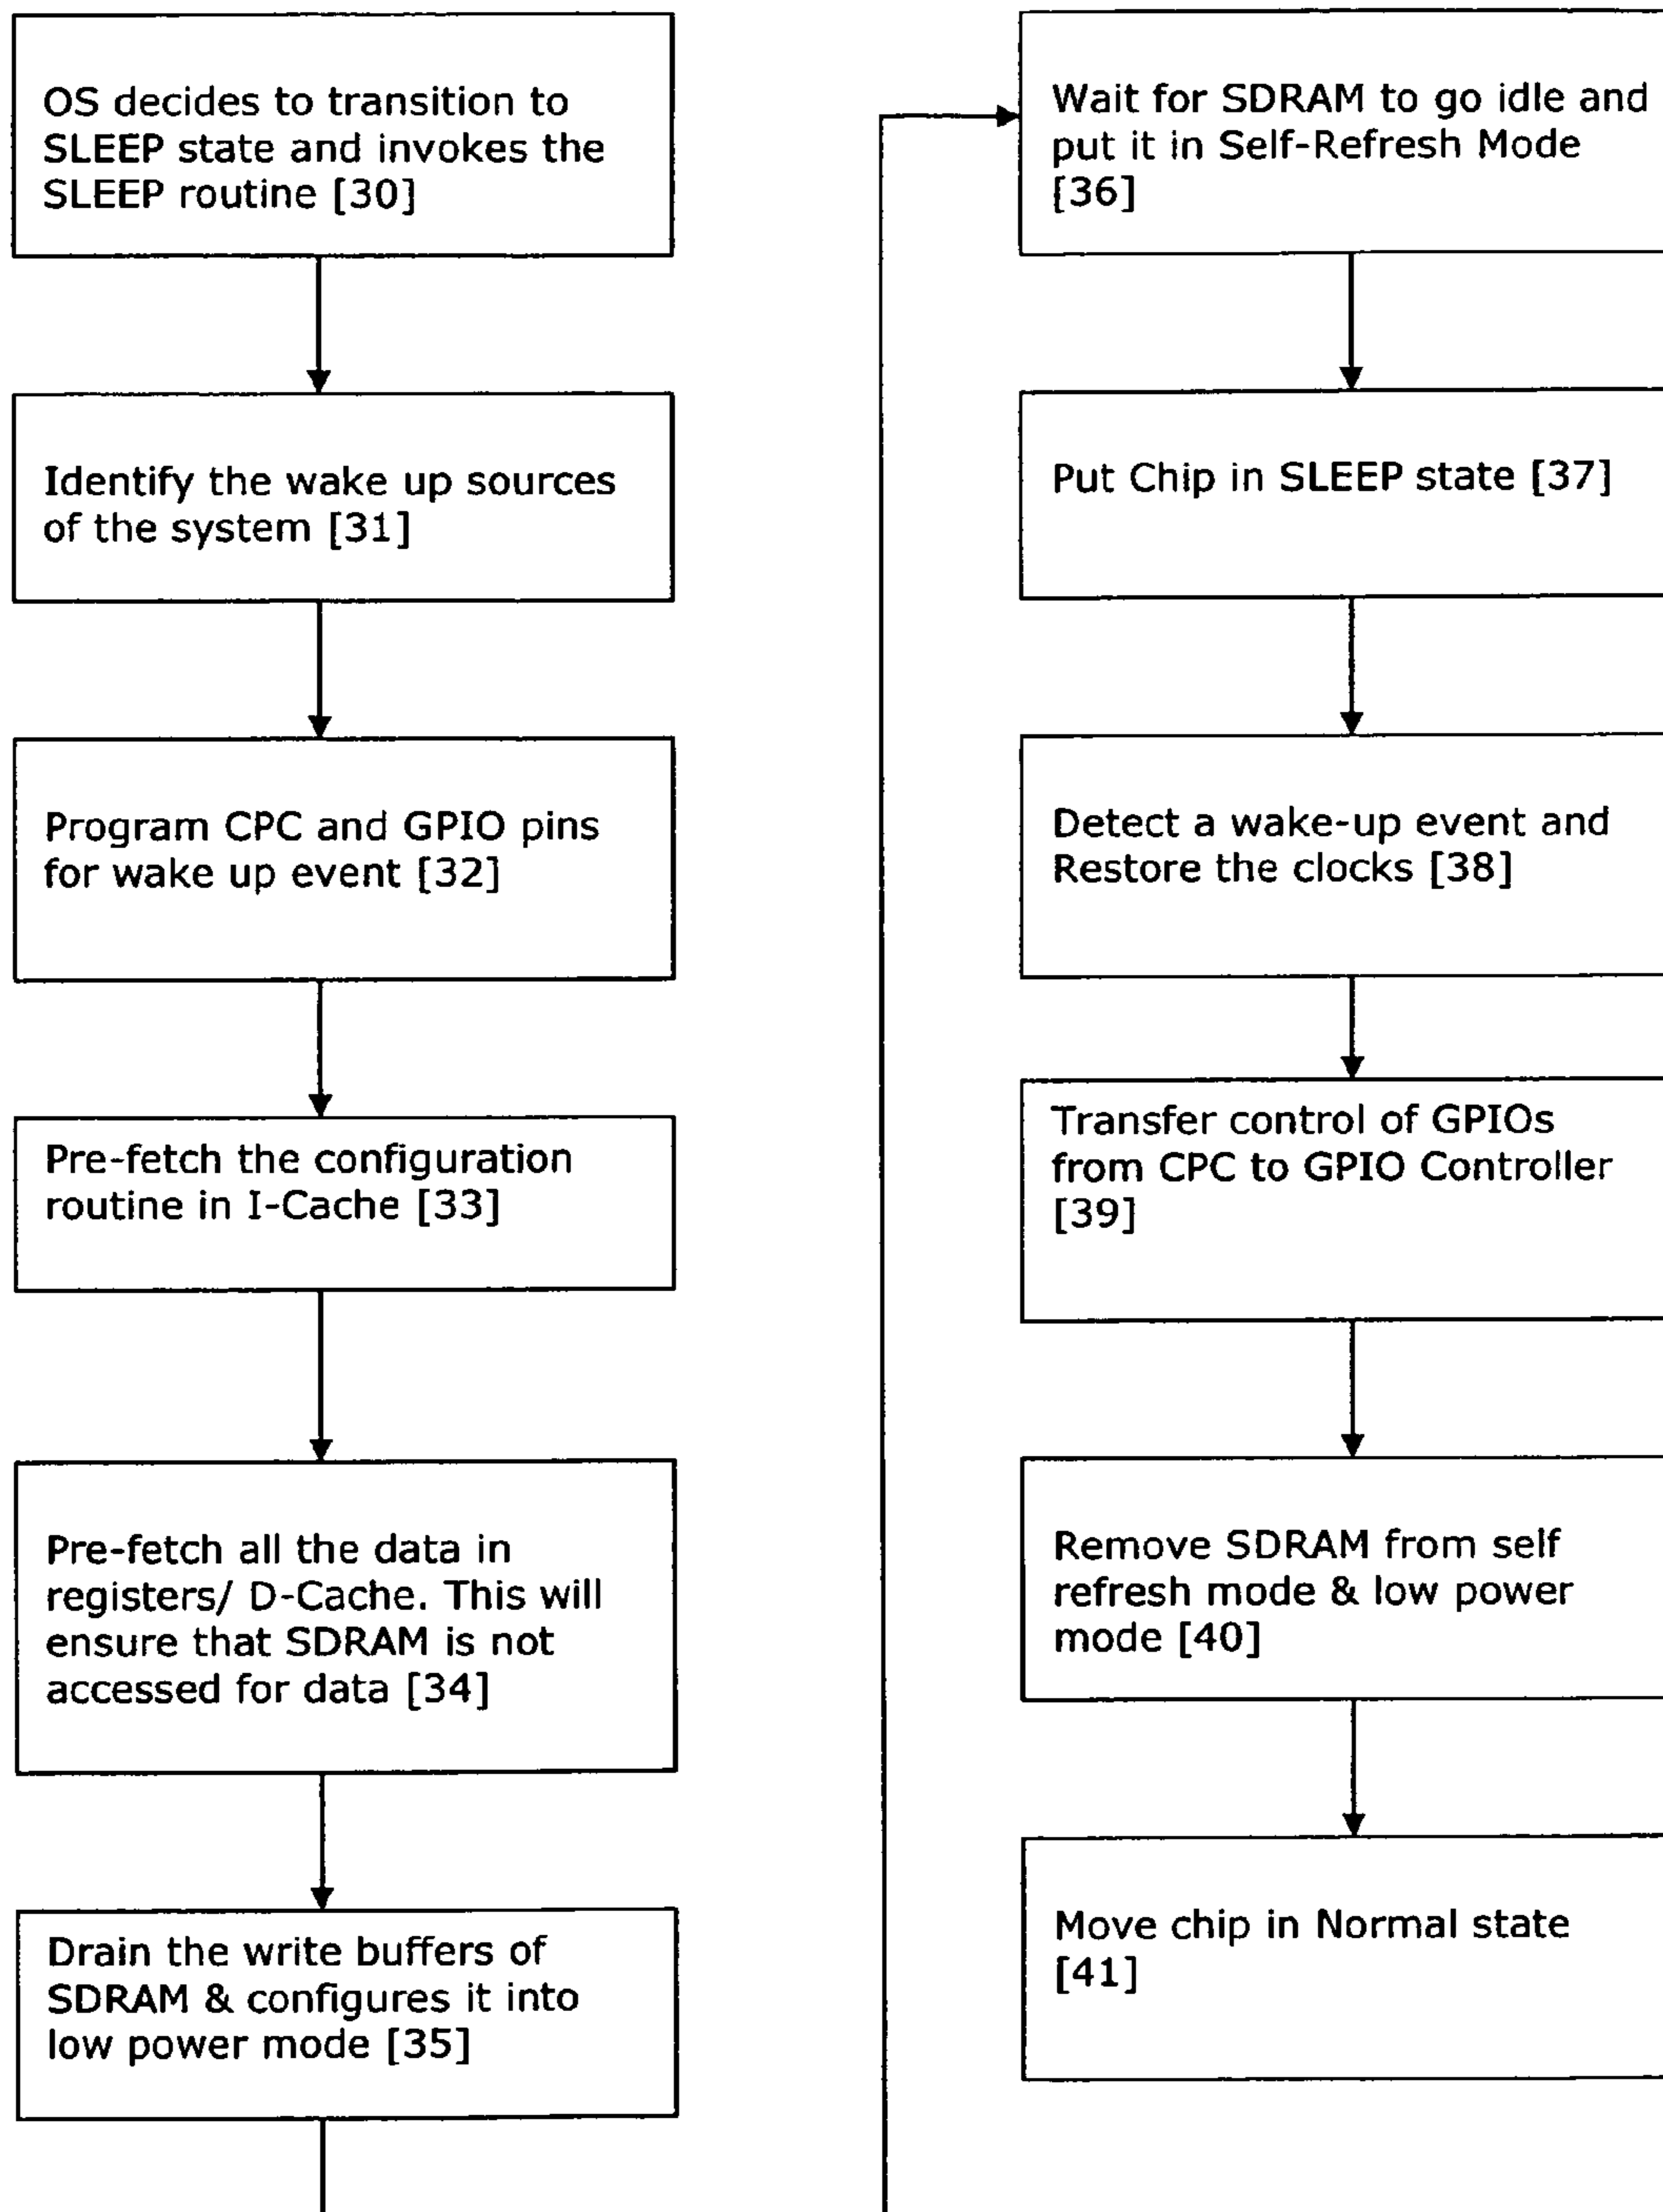 OS decides to transition to
SLEEP state and invokes the
SLEEP routine [30]
Identify the wake up sources
of the system [31]
Program CPC and GPIO pins
for wake up event [32]
Pre-fetch the configuration
routine in I-Cache [33]
Pre-fetch all the data in
registers/ D-Cache. This will
ensure that SDRAM is not
accessed for data [34]
Drain the write buffers of
SDRAM & configures it into
low power mode [35]
Wait for SDRAM to go idle and
put it in Self-Refresh Mode
[36]
Put Chip in SLEEP state [37]
Detect a wake-up event and
Restore the clocks [38]
Transfer control of GPIOs
from CPC to GPIO Controller
[39]
Remove SDRAM from self
refresh mode & low power
mode [40]
Move chip in Normal state
[41]